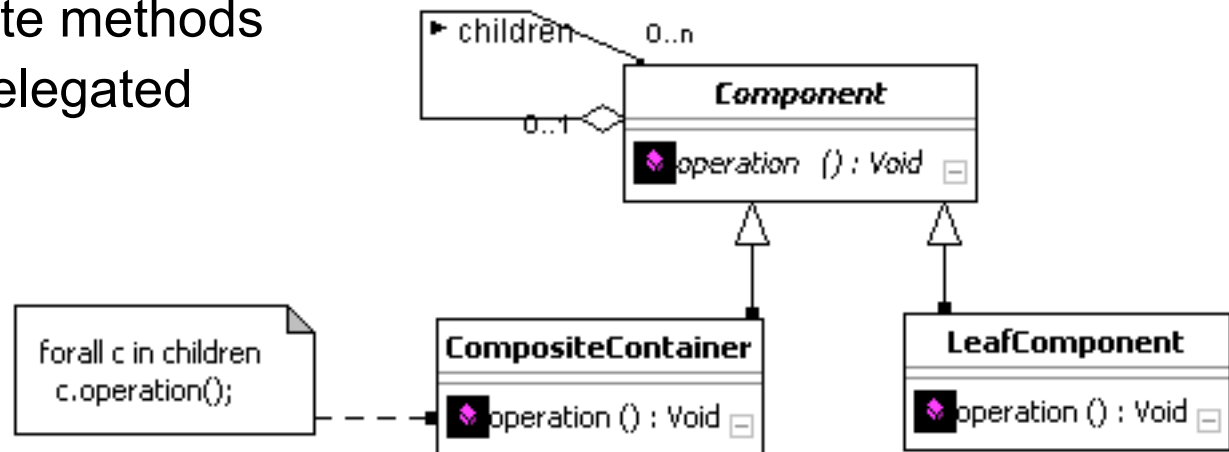 te methods
elegated
children
0..n
0..1
Component
operation () : Void
forall c in children
c.operation();
CompositeContainer
operation () : Void
LeafComponent
operation () : Void